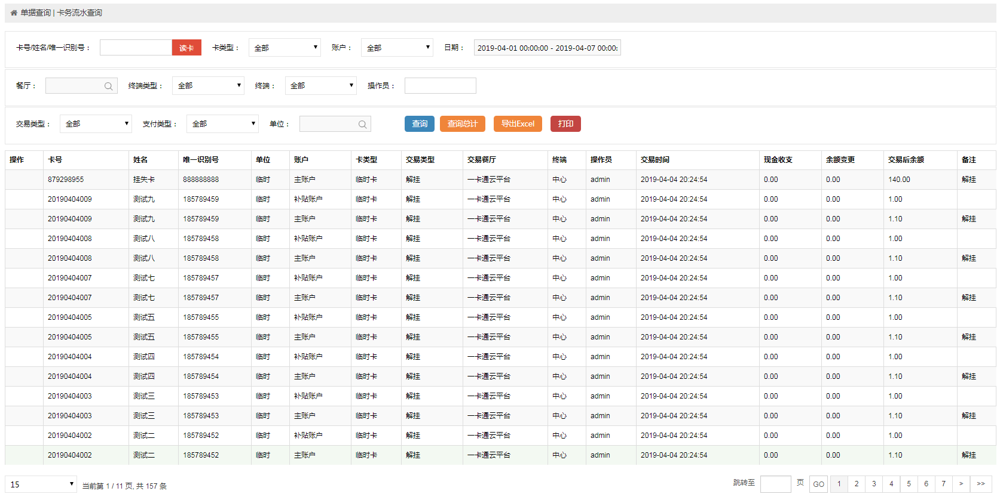 单据查询 | 卡务流水查询
卡号/姓名/唯一识别号： 读卡 卡类型： 全部 账户： 全部 日期： 2019-04-01 00:00:00 - 2019-04-07 00:00:
餐厅： 终端类型： 全部 终端： 全部 操作员：
交易类型： 全部 支付类型： 全部 单位： 查询 查询总计 导出Excel 打印
操作 卡号 姓名 唯一识别号 单位 账户 卡类型 交易类型 交易餐厅 终端 操作员 交易时间 现金收支 余额变更 交易后余额 备注
879298955 挂失卡 888888888 临时 主账户 临时卡 解挂 一卡通云平台 中心 admin 2019-04-04 20:24:54 0.00 0.00 140.00 解挂
20190404009 测试九 185789459 临时 补贴账户 临时卡 解挂 一卡通云平台 中心 admin 2019-04-04 20:24:54 0.00 0.00 1.00
20190404009 测试九 185789459 临时 主账户 临时卡 解挂 一卡通云平台 中心 admin 2019-04-04 20:24:54 0.00 0.00 1.10 解挂
20190404008 测试八 185789458 临时 补贴账户 临时卡 解挂 一卡通云平台 中心 admin 2019-04-04 20:24:54 0.00 0.00 1.00
20190404008 测试八 185789458 临时 主账户 临时卡 解挂 一卡通云平台 中心 admin 2019-04-04 20:24:54 0.00 0.00 1.10 解挂
20190404007 测试七 185789457 临时 补贴账户 临时卡 解挂 一卡通云平台 中心 admin 2019-04-04 20:24:54 0.00 0.00 1.00
20190404007 测试七 185789457 临时 主账户 临时卡 解挂 一卡通云平台 中心 admin 2019-04-04 20:24:54 0.00 0.00 1.10 解挂
20190404005 测试五 185789455 临时 补贴账户 临时卡 解挂 一卡通云平台 中心 admin 2019-04-04 20:24:54 0.00 0.00 1.00
20190404005 测试五 185789455 临时 主账户 临时卡 解挂 一卡通云平台 中心 admin 2019-04-04 20:24:54 0.00 0.00 1.10 解挂
20190404004 测试四 185789454 临时 补贴账户 临时卡 解挂 一卡通云平台 中心 admin 2019-04-04 20:24:54 0.00 0.00 1.00
20190404004 测试四 185789454 临时 主账户 临时卡 解挂 一卡通云平台 中心 admin 2019-04-04 20:24:54 0.00 0.00 1.10 解挂
20190404003 测试三 185789453 临时 补贴账户 临时卡 解挂 一卡通云平台 中心 admin 2019-04-04 20:24:54 0.00 0.00 1.00
20190404003 测试三 185789453 临时 主账户 临时卡 解挂 一卡通云平台 中心 admin 2019-04-04 20:24:54 0.00 0.00 1.10 解挂
20190404002 测试二 185789452 临时 补贴账户 临时卡 解挂 一卡通云平台 中心 admin 2019-04-04 20:24:54 0.00 0.00 1.00
20190404002 测试二 185789452 临时 主账户 临时卡 解挂 一卡通云平台 中心 admin 2019-04-04 20:24:54 0.00 0.00 1.10 解挂
15 当前第 1 / 11 页, 共 157 条 跳转至 页 GO 1 2 3 4 5 6 7 > >>